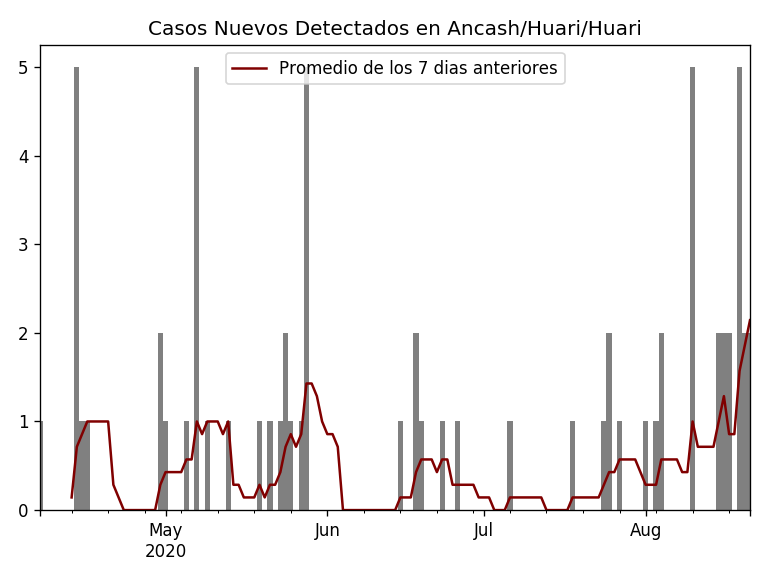 Casos Nuevos Detectados en Ancash/Huari/Huari
Promedio de los 7 dias anteriores
5
4
3
2
1
0
May
2020
Jun
Jul
Aug